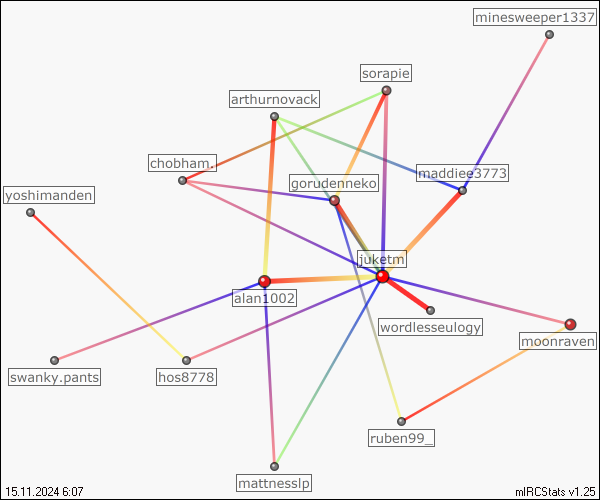 minesweeper1337
sorapie
arthurnovack
chobham.
maddiee3773
gorudenneko
yoshimanden
juketm
alan1002
wordlesseulogy
moonraven
swanky.pants
hos8778
ruben99_
mattnesslp
15.11.2024 6:07
mIRCStats v1.25